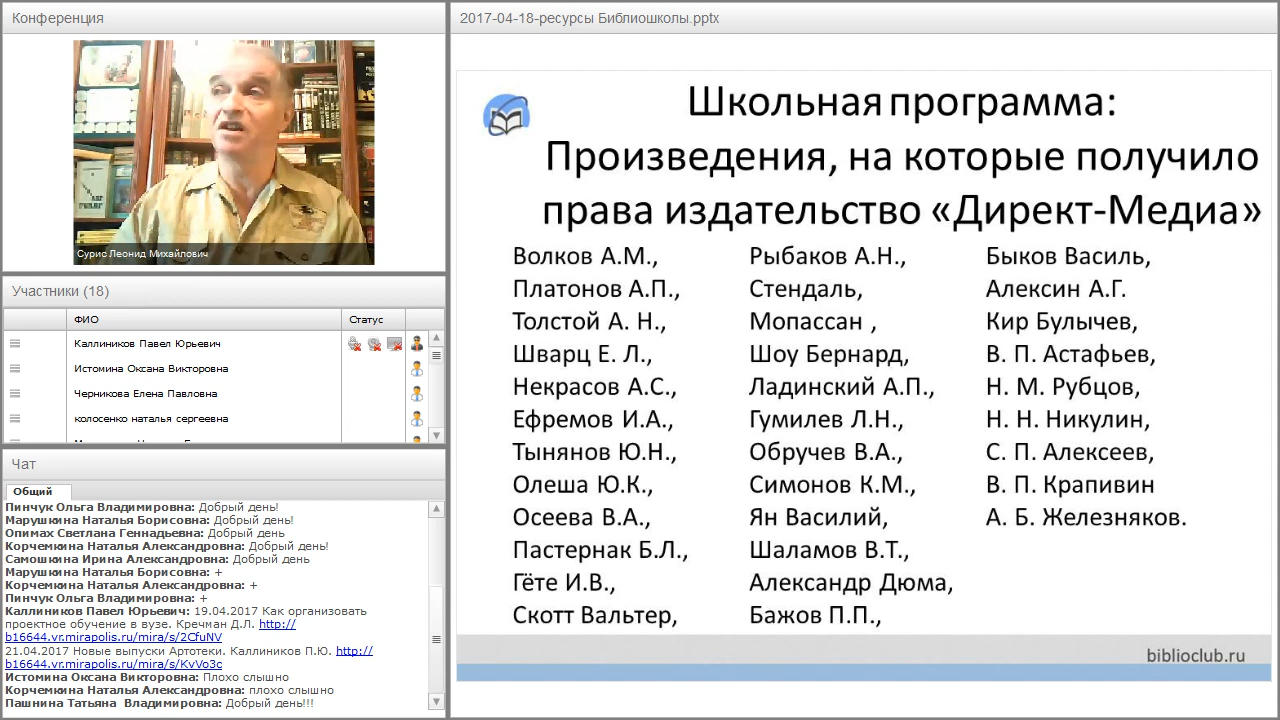 Конференция
Сурис Леонид Михайлович
Участники (18)
ФИО
Статус
Каллиников Павел Юрьевич
Истомина Оксана Викторовна
Черникова Елена Павловна
колосенко наталья сергеевна
Чат
Общий
Пинчук Ольга Владимировна: Добрый день!
Марушкина Наталья Борисовна: Добрый день!
Опимах Светлана Геннадьевна: Добрый день
Корчемкина Наталья Александровна: Добрый день!
Самошкина Ирина Александровна: Добрый день
Марушкина Наталья Борисовна: +
Корчемкина Наталья Александровна: +
Пинчук Ольга Владимировна: +
Каллиников Павел Юрьевич: 19.04.2017 Как организовать
проектное обучение в вузе. Кречман Д.Л. http://
b16644.vr.mirapolis.ru/mira/s/2CfuNV
21.04.2017 Новые выпуски Артотеки. Каллиников П.Ю. http://
b16644.vr.mirapolis.ru/mira/s/KvVo3c
Истомина Оксана Викторовна: Плохо слышно
Корчемкина Наталья Александровна: плохо слышно
Пашнина Татьяна Владимировна: Добрый день!!!
2017-04-18-ресурсы Библиошколы.pptx
Школьная программа:
Произведения, на которые получило
права издательство «Директ-Медиа»
Волков А.М.,
Платонов А.П.,
Толстой А. Н.,
Шварц Е. Л.,
Некрасов А.С.,
Ефремов И.А.,
Тынянов Ю.Н.,
Олеша Ю.К.,
Осеева В.А.,
Пастернак Б.Л.,
Гёте И.В.,
Скотт Вальтер,
Рыбаков А.Н.,
Стендаль,
Мопассан ,
Шоу Бернард,
Ладинский А.П.,
Гумилев Л.Н.,
Обручев В.А.,
Симонов К.М.,
Ян Василий,
Шаламов В.Т.,
Александр Дюма,
Бажов П.П.,
Быков Василь,
Алексин А.Г.
Кир Булычев,
В. П. Астафьев,
Н. М. Рубцов,
Н. Н. Никулин,
С. П. Алексеев,
В. П. Крапивин
А. Б. Железняков.
biblioclub.ru